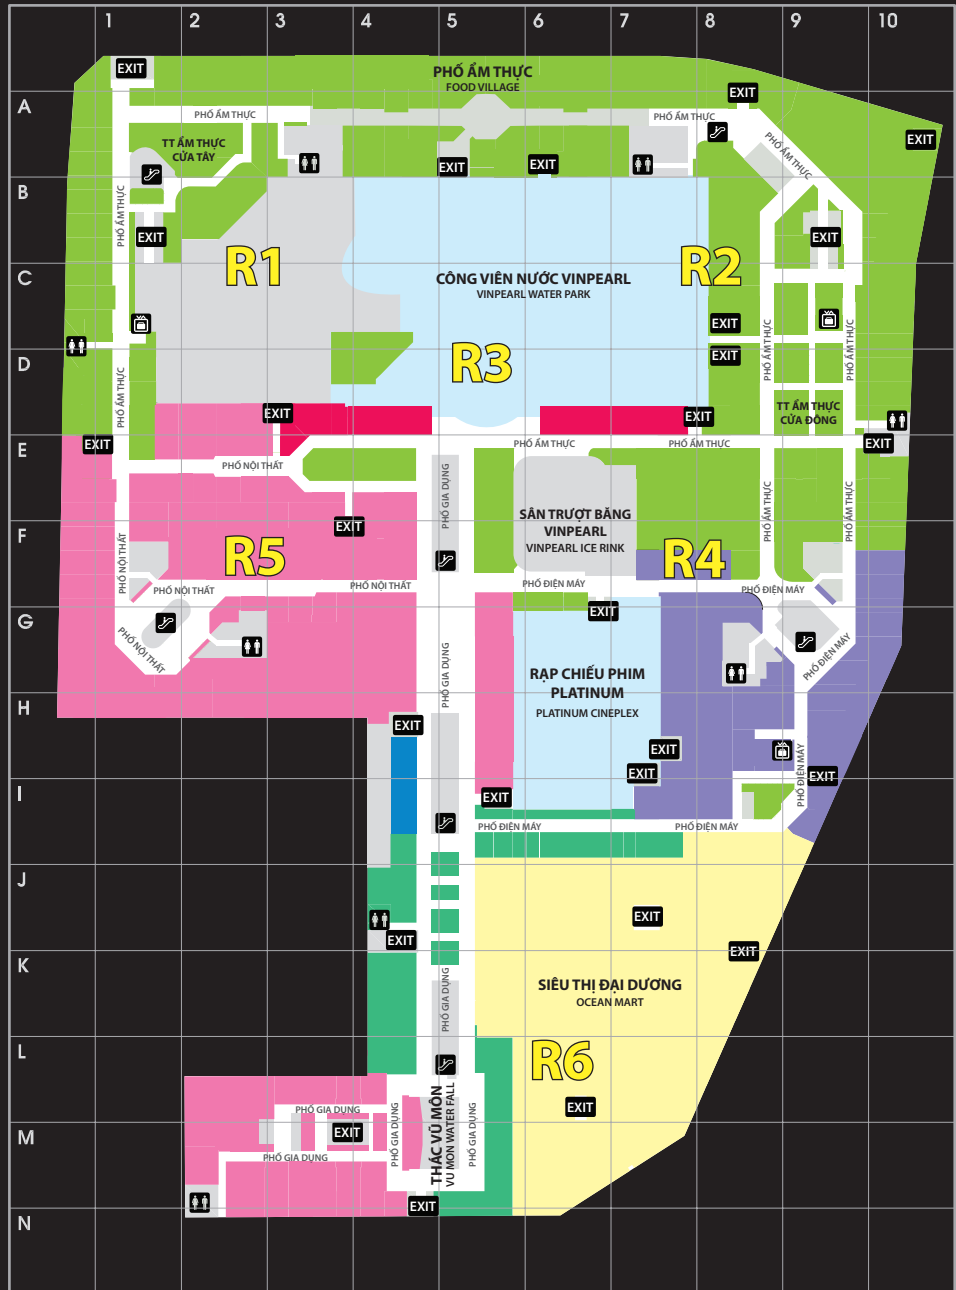 1 2 3 4 5 6 7 8 9 10
PHỐ ẨM THỰC
FOOD VILLAGE
EXIT
EXIT
A
PHỐ ẨM THỰC
PHỐ ẨM THỰC
EXIT
TT ẨM THỰC
CỬA TÂY
PHỐ ẨM THỰC
EXIT
EXIT
B
PHỐ ẨM THỰC
EXIT
EXIT
R1
R2
C
CÔNG VIÊN NƯỚC VINPEARL
VINPEARL WATER PARK
EXIT
PHỐ ẨM THỰC
PHỐ ẨM THỰC
R3
EXIT
D
PHỐ ẨM THỰC
TT ẨM THỰC
CỬA ĐÔNG
EXIT
EXIT
EXIT
EXIT
E
PHỐ ẨM THỰC
PHỐ ẨM THỰC
PHỐ NỘI THẤT
PHỐ GIA DỤNG
PHỐ ẨM THỰC
PHỐ ẨM THỰC
SÂN TRƯỢT BĂNG
VINPEARL
VINPEARL ICE RINK
EXIT
F
R5
R4
PHỐ NỘI THẤT
PHỐ NỘI THẤT
PHỐ NỘI THẤT
PHỐ ĐIỆN MÁY
PHỐ ĐIỆN MÁY
EXIT
G
PHỐ NỘI THẤT
PHỐ GIA DỤNG
PHỐ ĐIỆN MÁY
RẠP CHIẾU PHIM
PLATINUM
PLATINUM CINEPLEX
H
EXIT
EXIT
EXIT
EXIT
PHỐ ĐIỆN MÁY
I
EXIT
PHỐ ĐIỆN MÁY
PHỐ ĐIỆN MÁY
J
EXIT
EXIT
EXIT
K
PHỐ GIA DỤNG
SIÊU THỊ ĐẠI DƯƠNG
OCEAN MART
L
R6
EXIT
PHỐ GIA DỤNG
M
EXIT
PHỐ GIA DỤNG
PHỐ GIA DỤNG
THÁC VŨ MÔN
VU MON WATER FALL
PHỐ GIA DỤNG
EXIT
N